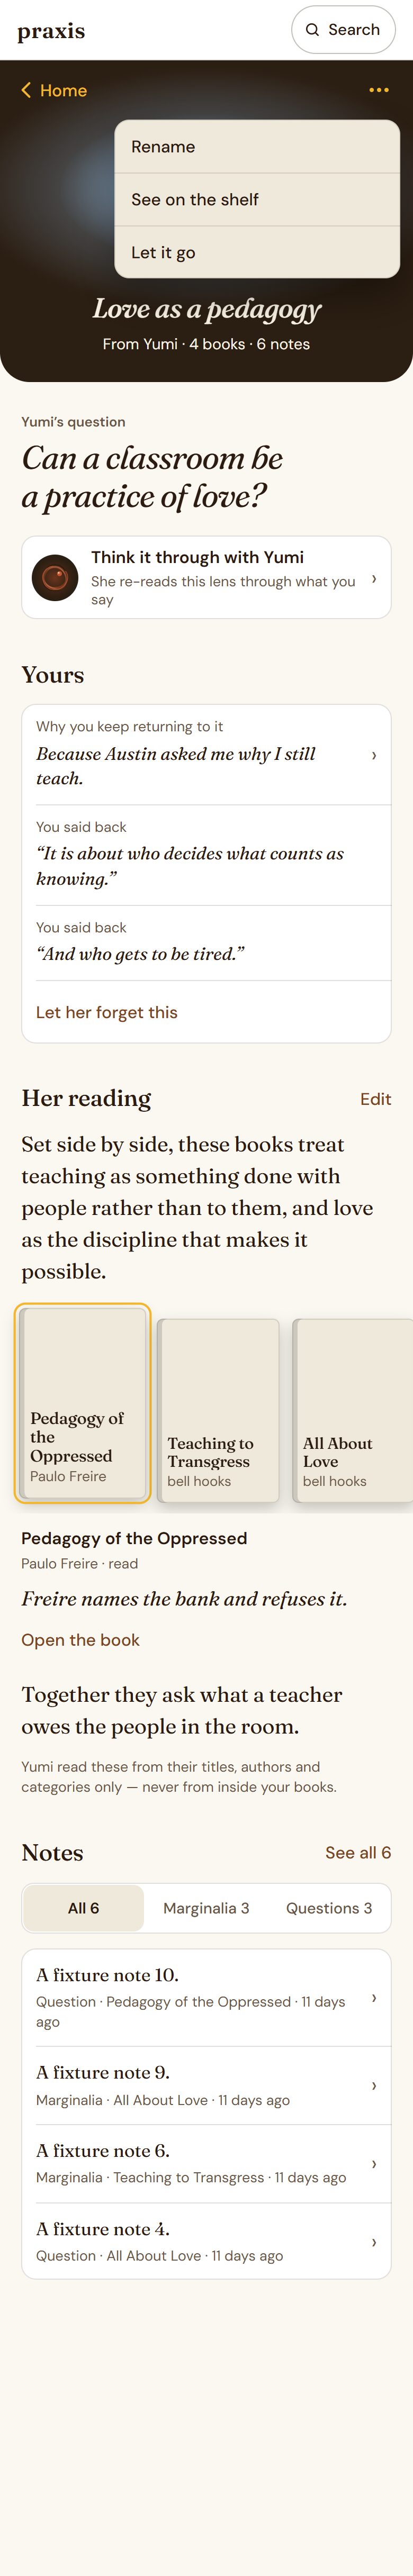 praxis
Search
Home
Rename
See on the shelf
Let it go
Love as a pedagogy
From Yumi · 4 books · 6 notes
Yumi’s question
Can a classroom be
a practice of love?
Think it through with Yumi
She re-reads this lens through what you
say
Yours
Why you keep returning to it
Because Austin asked me why I still
teach.
You said back
“It is about who decides what counts as
knowing.”
You said back
“And who gets to be tired.”
Let her forget this
Her reading
Edit
Set side by side, these books treat
teaching as something done with
people rather than to them, and love
as the discipline that makes it
possible.
Pedagogy of
the
Oppressed
Paulo Freire
Teaching to
Transgress
bell hooks
All About
Love
bell hooks
Pedagogy of the Oppressed
Paulo Freire · read
Freire names the bank and refuses it.
Open the book
Together they ask what a teacher
owes the people in the room.
Yumi read these from their titles, authors and
categories only — never from inside your books.
Notes
See all 6
All 6
Marginalia 3
Questions 3
A fixture note 10.
Question · Pedagogy of the Oppressed · 11 days
ago
A fixture note 9.
Marginalia · All About Love · 11 days ago
A fixture note 6.
Marginalia · Teaching to Transgress · 11 days ago
A fixture note 4.
Question · All About Love · 11 days ago